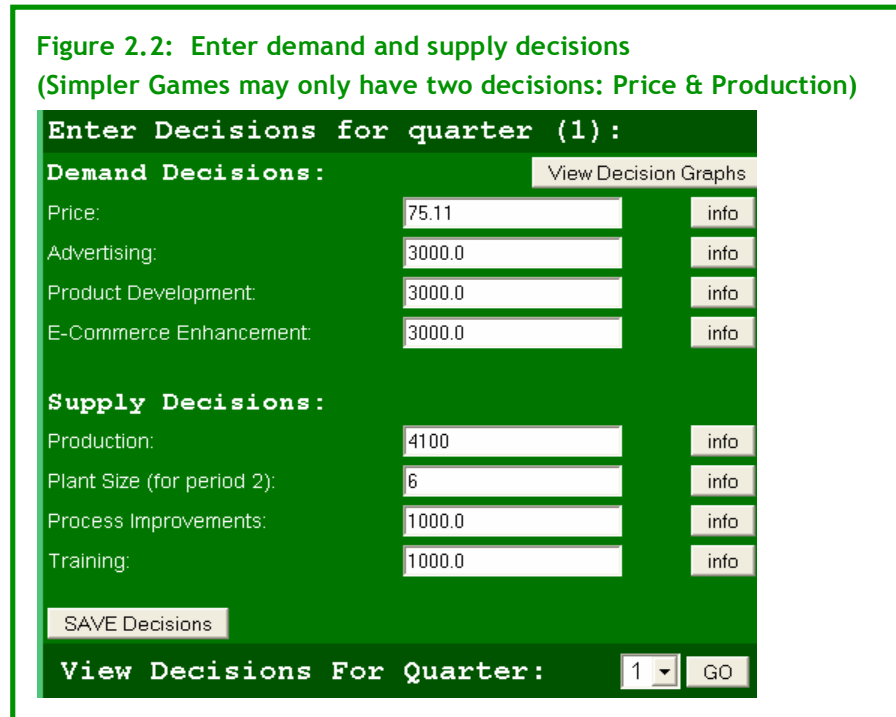 Figure 2.2: Enter demand and supply decisions
(Simpler Games may only have two decisions: Price & Production)
Enter Decisions for quarter (1):
Demand Decisions: View Decision Graphs
Price: 75.11 info
Advertising: 3000.0 info
Product Development: 3000.0 info
E-Commerce Enhancement: 3000.0 info
Supply Decisions:
Production: 4100 info
Plant Size (for period 2): 6 info
Process Improvements: 1000.0 info
Training: 1000.0 info
SAVE Decisions
View Decisions For Quarter: 1 GO